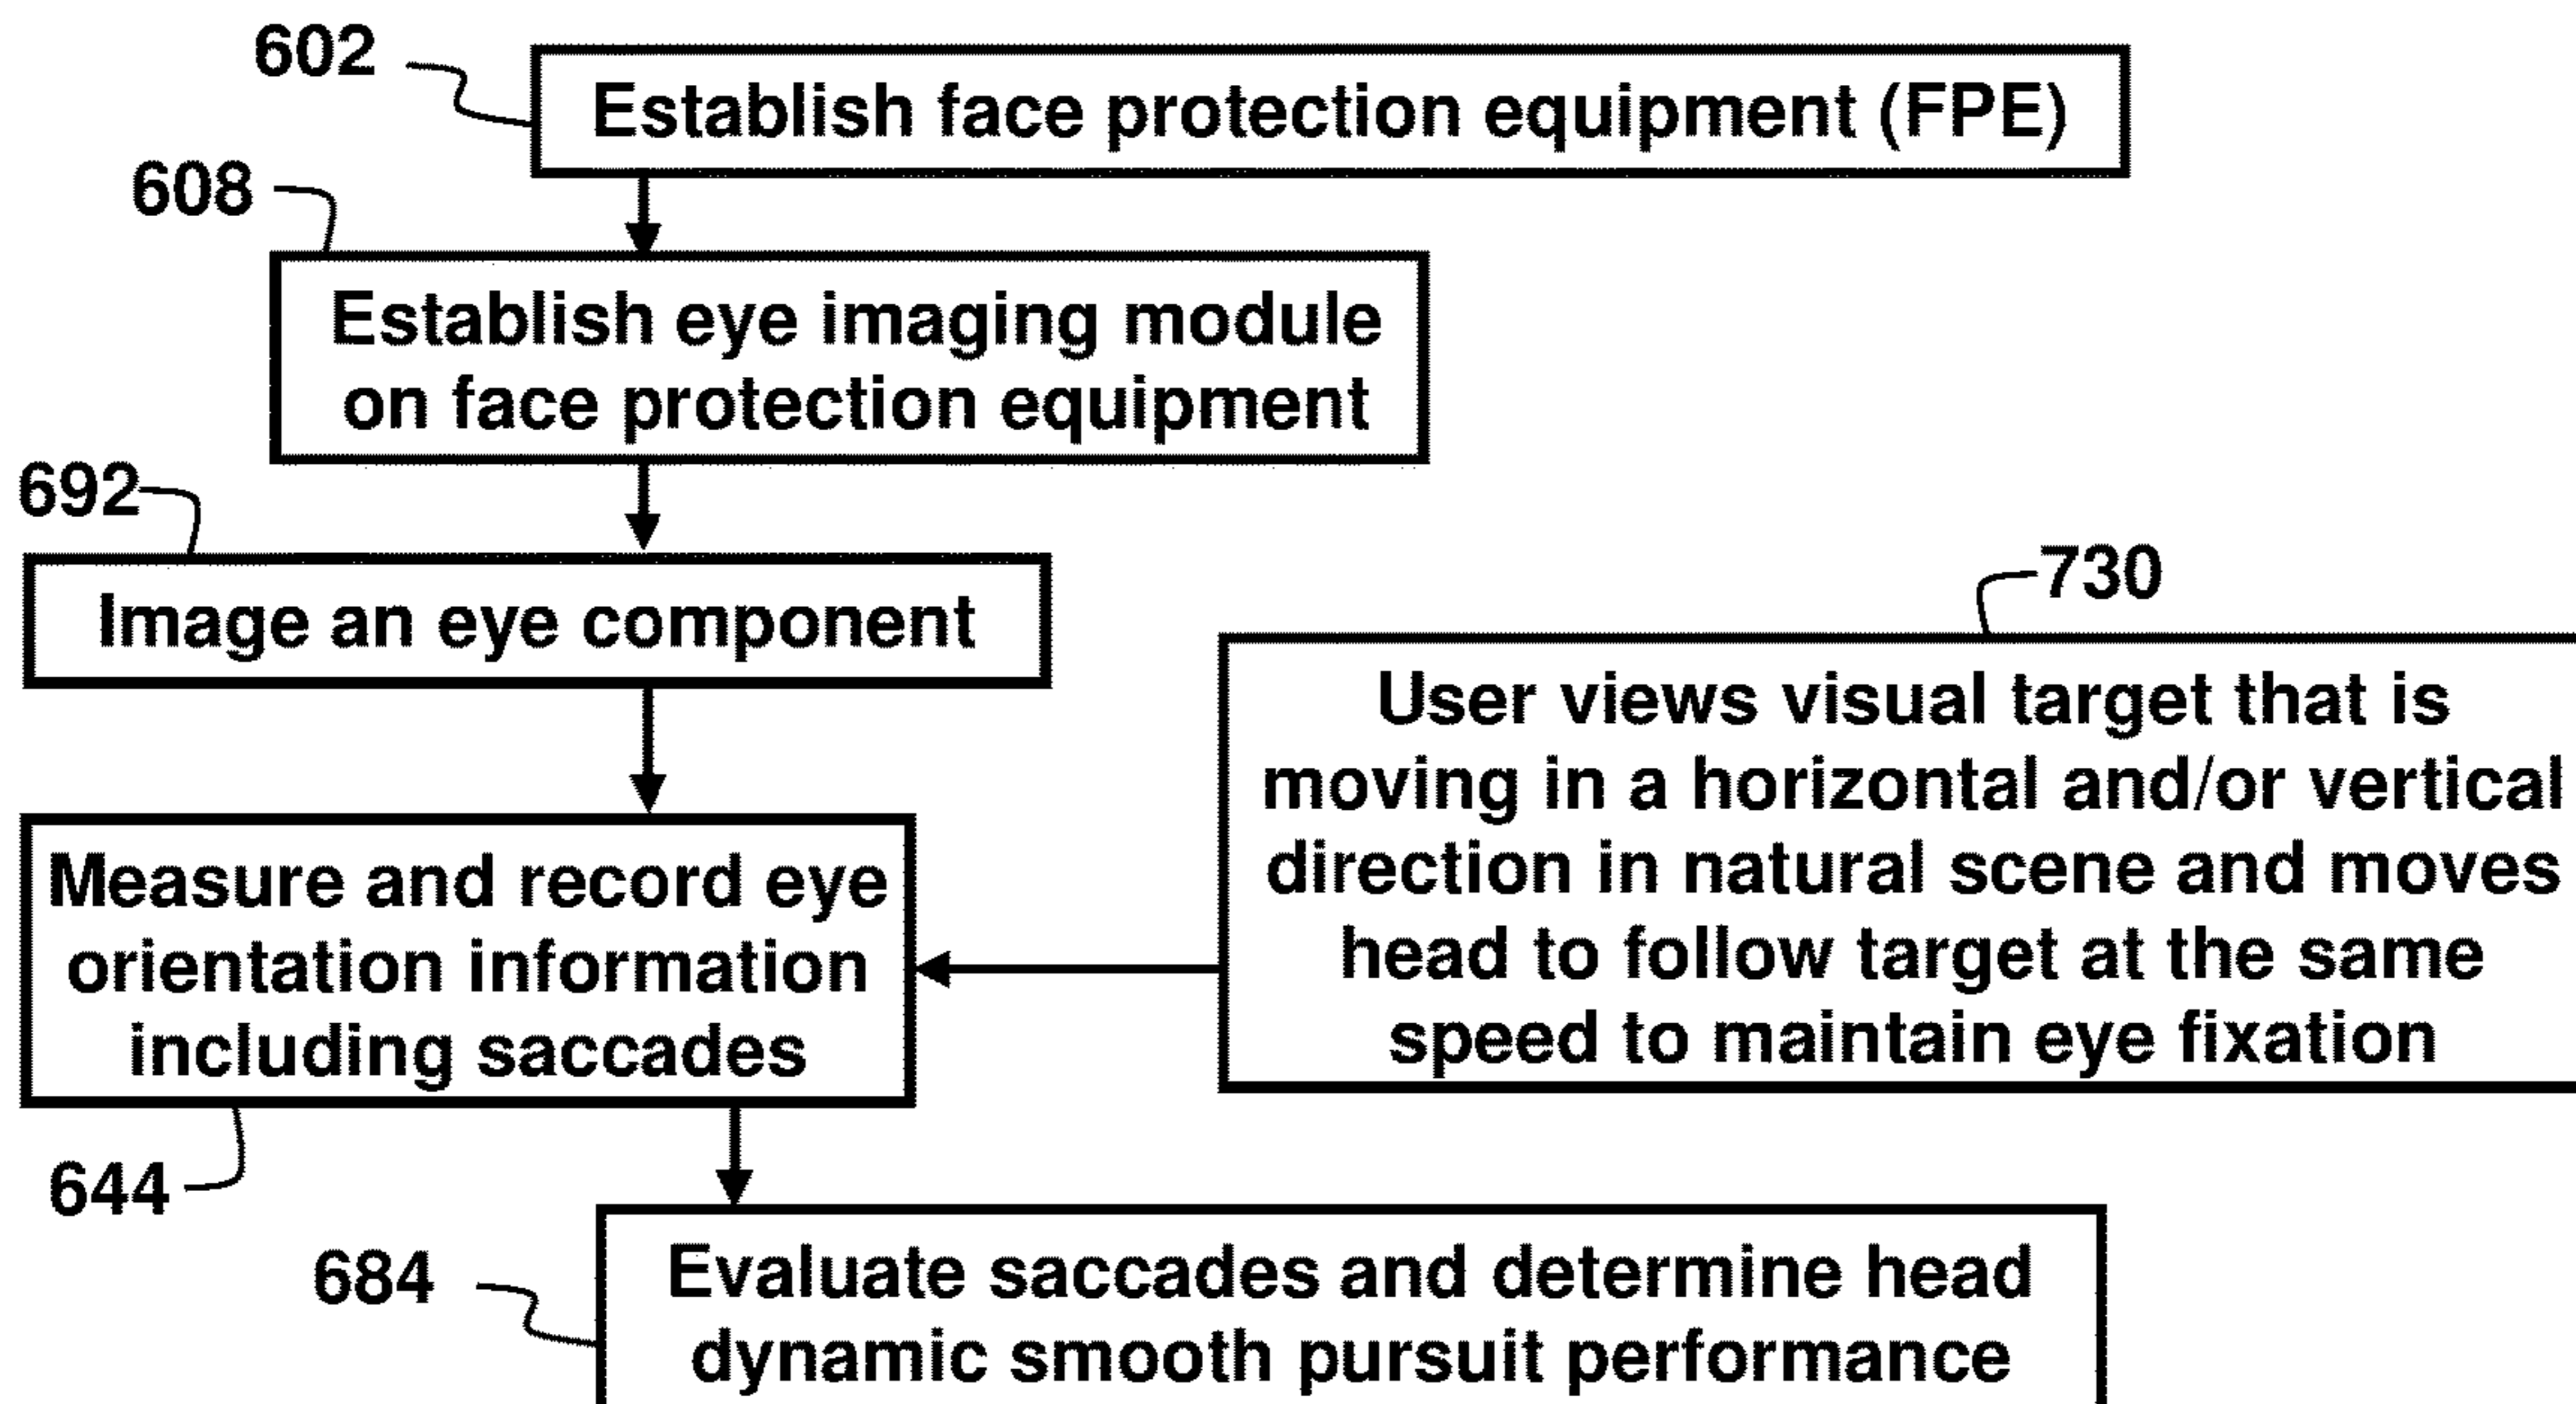 602
Establish face protection equipment (FPE)
608
Establish eye imaging module
on face protection equipment
692
Image an eye component
730
User views visual target that is
moving in a horizontal and/or vertical
direction in natural scene and moves
head to follow target at the same
speed to maintain eye fixation
Measure and record eye
orientation information
including saccades
644
684
Evaluate saccades and determine head
dynamic smooth pursuit performance